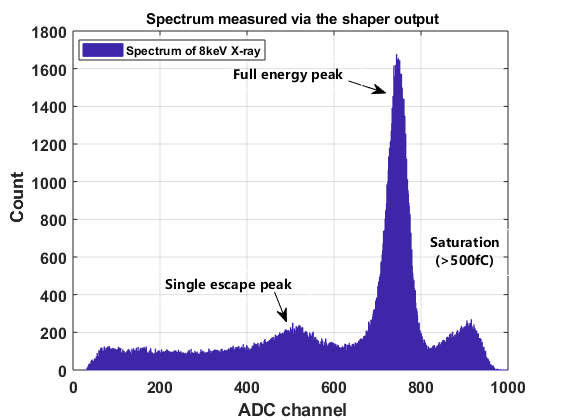 Spectrum measured via the shaper output
1800
1600
1400
1200
1000
800
600
400
200
0
Count
Spectrum of 8keV X-ray
Full energy peak
Saturation
(>500fC)
Single escape peak
0
200
400
600
800
1000
ADC channel